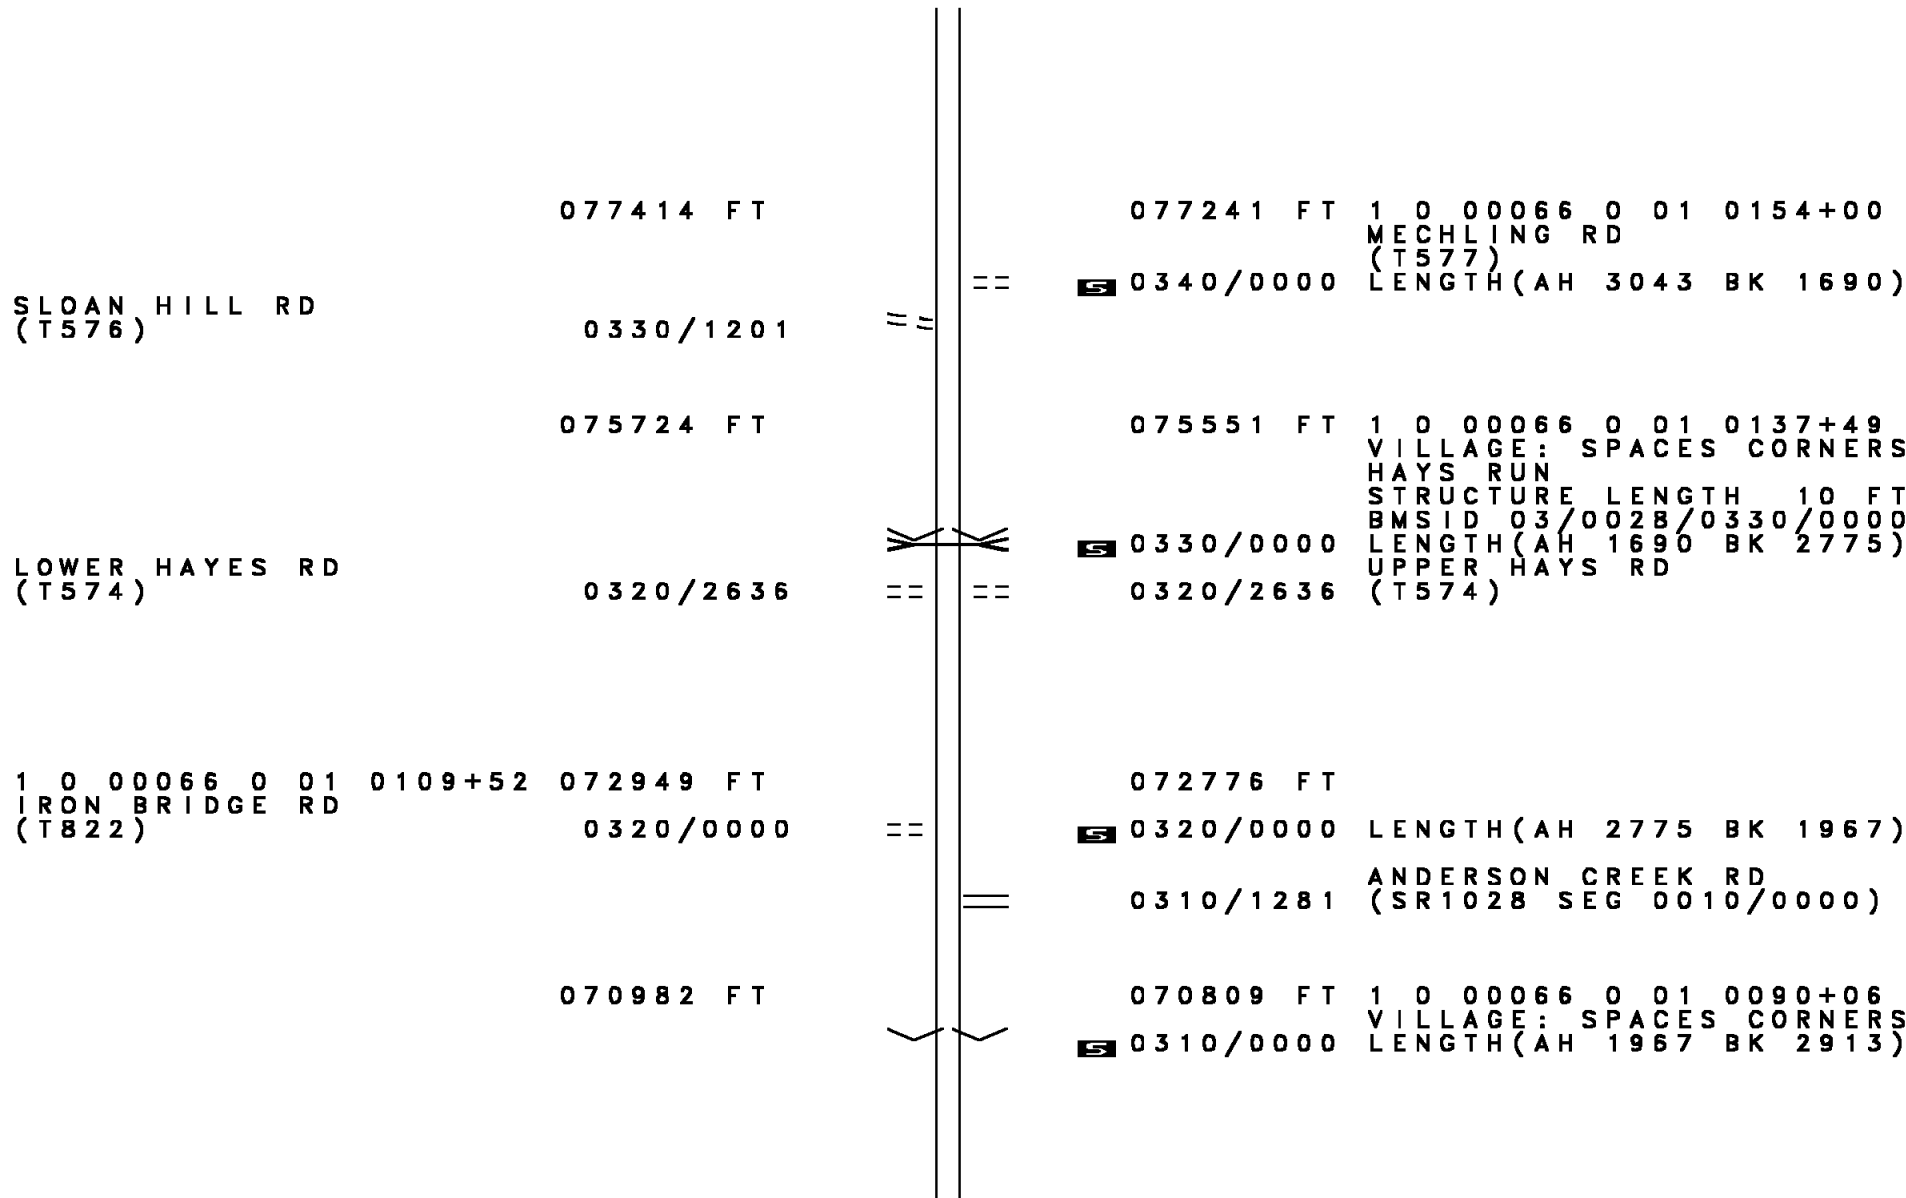 077414 FT 077241 FT 1 0 00066 0 01 0154+00
MECHLING RD
(T577)
S 0340/0000 LENGTH(AH 3043 BK 1690)
SLOAN HILL RD
(T576) 0330/1201
075724 FT 075551 FT 1 0 00066 0 01 0137+49
VILLAGE: SPACES CORNERS
HAYS RUN
STRUCTURE LENGTH 10 FT
BMSID 03/0028/0330/0000
S 0330/0000 LENGTH(AH 1690 BK 2775)
LOWER HAYES RD UPPER HAYS RD
(T574) 0320/2636 0320/2636 (T574)
1 0 00066 0 01 0109+52 072949 FT 072776 FT
IRON BRIDGE RD
(T822) 0320/0000 S 0320/0000 LENGTH(AH 2775 BK 1967)
ANDERSON CREEK RD
0310/1281 (SR1028 SEG 0010/0000)
070982 FT 070809 FT 1 0 00066 0 01 0090+06
VILLAGE: SPACES CORNERS
S 0310/0000 LENGTH(AH 1967 BK 2913)